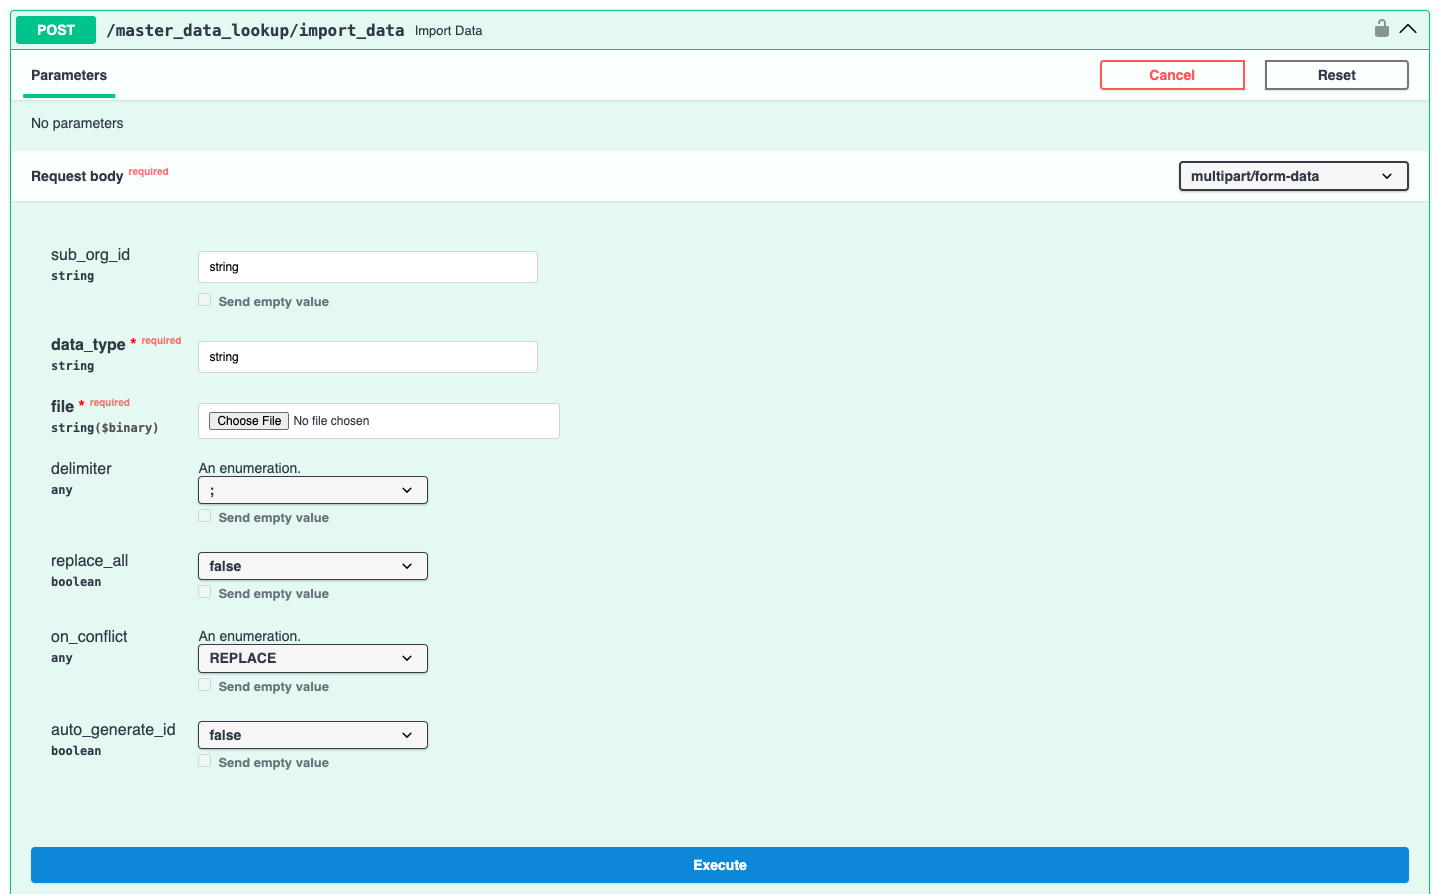 POST /master_data_lookup/import_data Import Data
Parameters
Cancel
Reset
No parameters
Request body required
multipart/form-data
sub_org_id
string
string
Send empty value
data_type * required
string
string
file * required
string($binary)
Choose File No file chosen
delimiter
any
An enumeration.
;
Send empty value
replace_all
boolean
false
Send empty value
on_conflict
any
An enumeration.
REPLACE
Send empty value
auto_generate_id
boolean
false
Send empty value
Execute